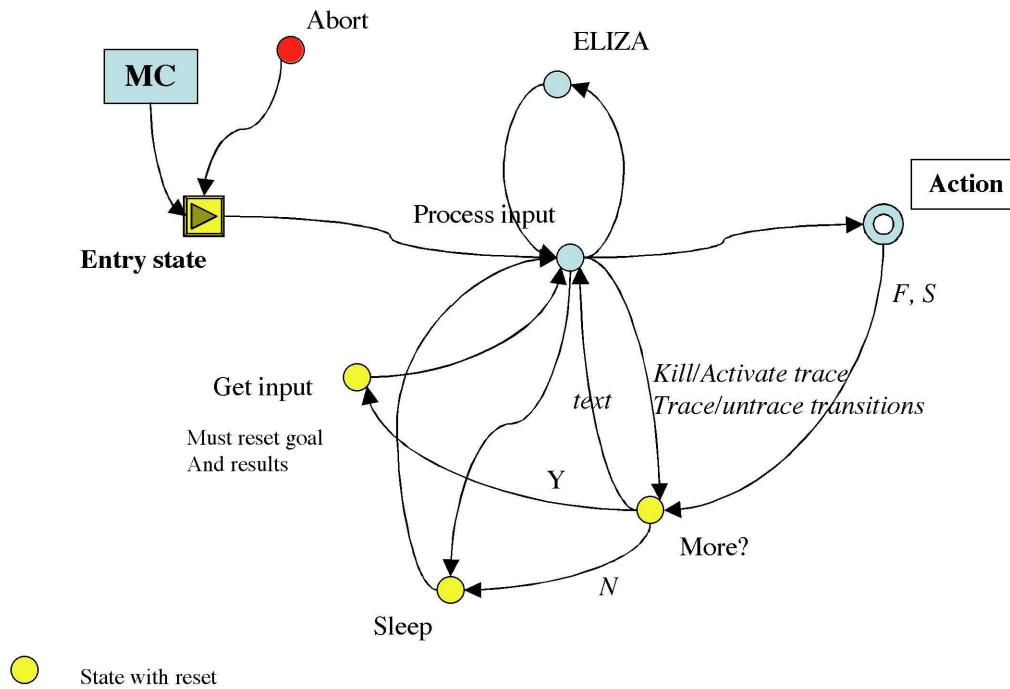 Abort
ELIZA
MC
Action
Process input
Entry state
F, S
Kill/Activate trace
Get input
text
Trace/untrace transitions
Must reset goal
And results
Y
More?
N
Sleep
State with reset